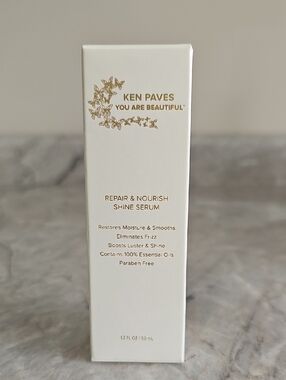 KEN PAVÉS
YOU ARE BEAUTIFUL®
REPAIR & NOURISH
SHINE SERUM
Restores Moisture & Smooths
Eliminates Frizz
Boosts Luster & Shine
Contains 100% Essential Oils
Paraben Free